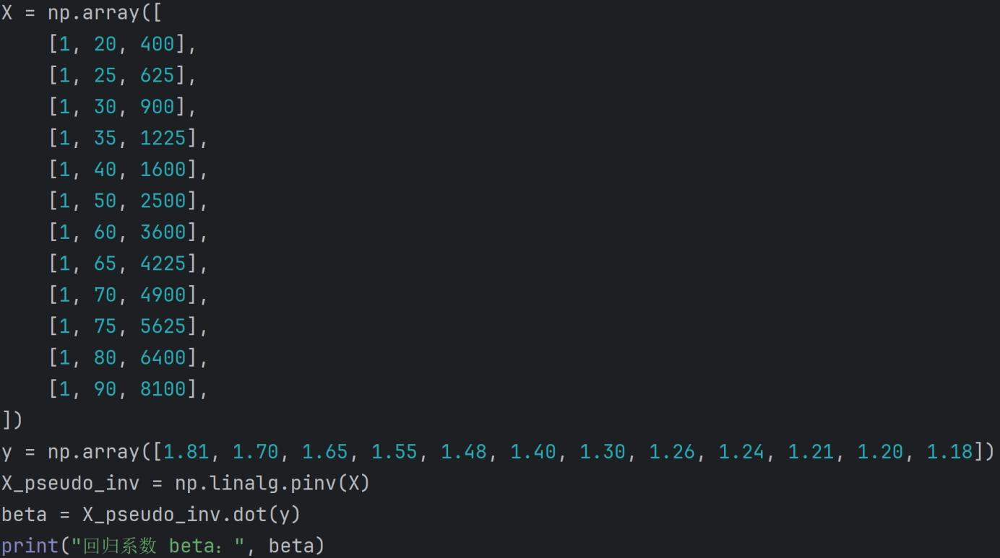 X = np.array([
    [1, 20, 400],
    [1, 25, 625],
    [1, 30, 900],
    [1, 35, 1225],
    [1, 40, 1600],
    [1, 50, 2500],
    [1, 60, 3600],
    [1, 65, 4225],
    [1, 70, 4900],
    [1, 75, 5625],
    [1, 80, 6400],
    [1, 90, 8100],
])
y = np.array([1.81, 1.70, 1.65, 1.55, 1.48, 1.40, 1.30, 1.26, 1.24, 1.21, 1.20, 1.18])
X_pseudo_inv = np.linalg.pinv(X)
beta = X_pseudo_inv.dot(y)
print("回归系数 beta：", beta)